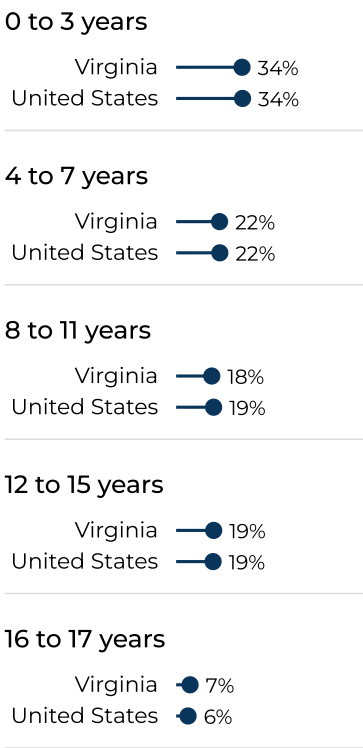 0 to 3 years
Virginia 34%
United States 34%
4 to 7 years
Virginia 22%
United States 22%
8 to 11 years
Virginia 18%
United States 19%
12 to 15 years
Virginia 19%
United States 19%
16 to 17 years
Virginia 7%
United States 6%